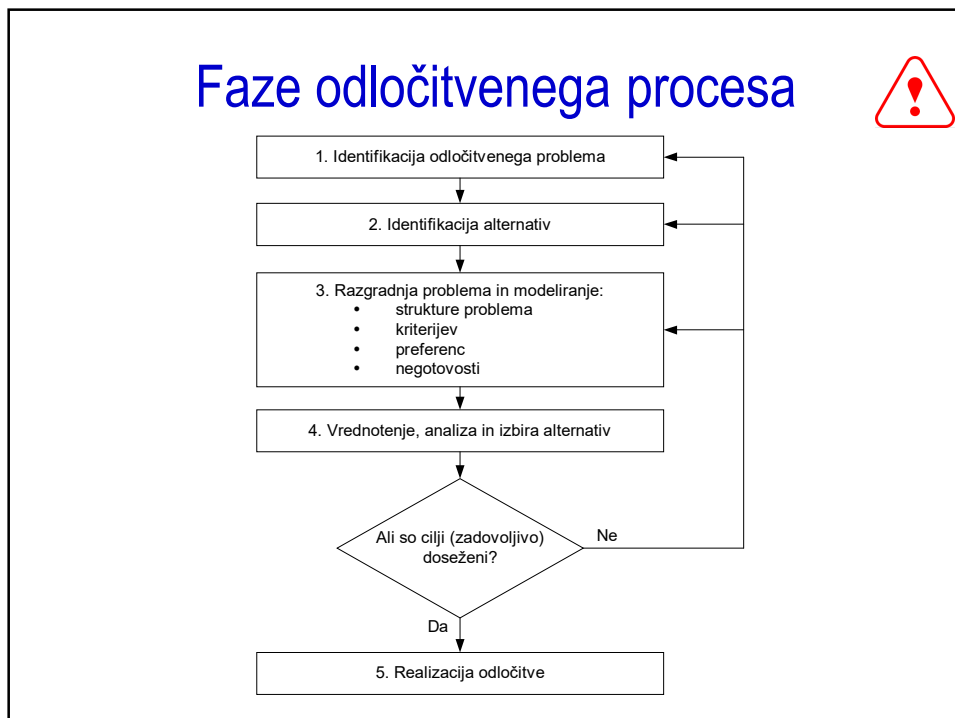 Faze odločitvenega procesa
1. Identifikacija odločitvenega problema
2. Identifikacija alternativ
3. Razgradnja problema in modeliranje:
• strukture problema
• kriterijev
• preferenc
• negotovosti
4. Vrednotenje, analiza in izbira alternativ
Ali so cilji (zadovoljivo)
doseženi?
Ne
Da
5. Realizacija odločitve